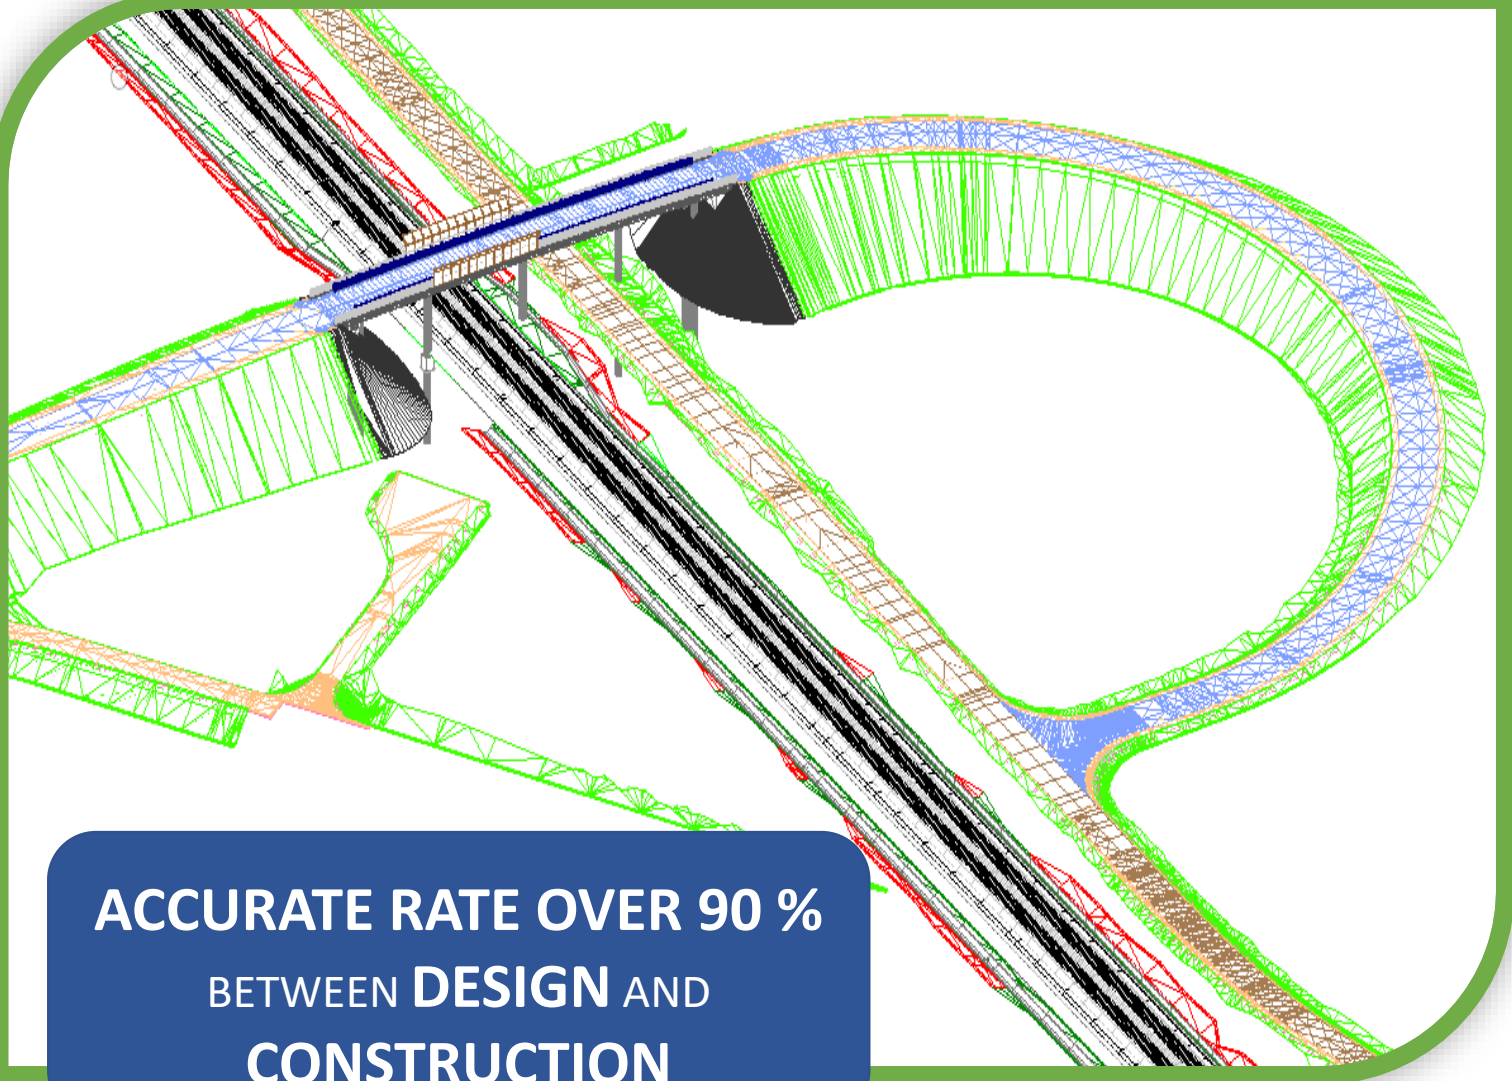 ACCURATE RATE OVER 90 %
BETWEEN DESIGN AND
CONSTRUCTION